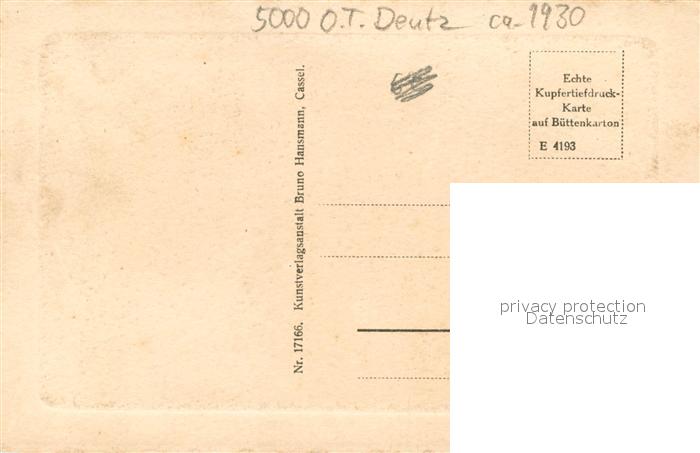 5000 O.T. Deutz ca. 1930
Echte
Kupfertiefdruck-
Karte
auf Büttenkarton
E 4193
Nr. 17166. Kunstverlagsanstalt Bruno Hansmann, Cassel.
privacy protection
Datenschutz